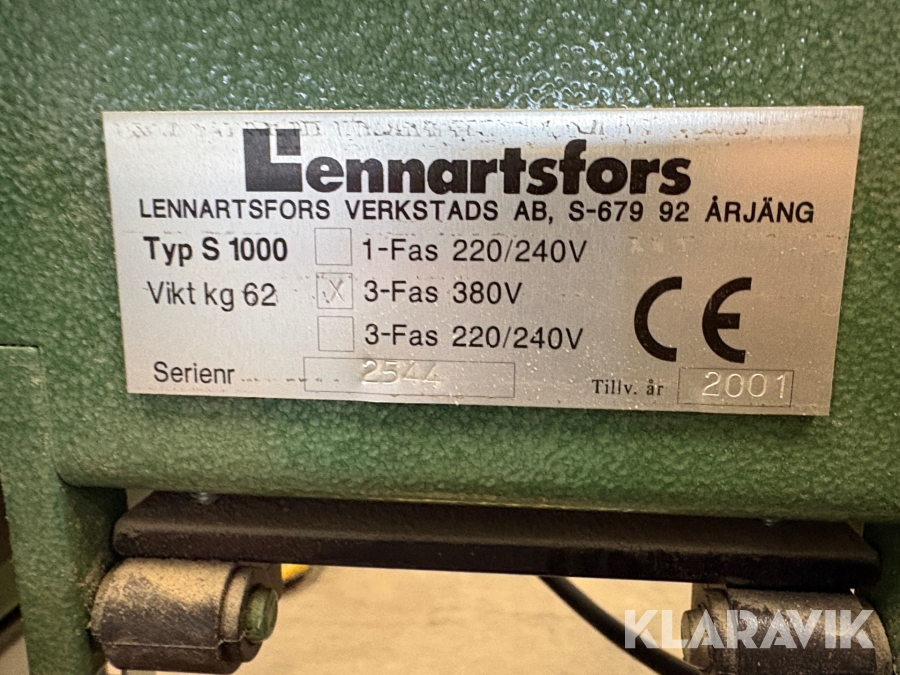 Lennartsfors
LENNARTSFORS VERKSTADS AB, S-679 92 ÅRJÄNG
Typ S 1000 1-Fas 220/240V
Vikt kg 62 X 3-Fas 380V
3-Fas 220/240V
CE
Serienr 2544 Tillv. år 2001
KLARAVIK